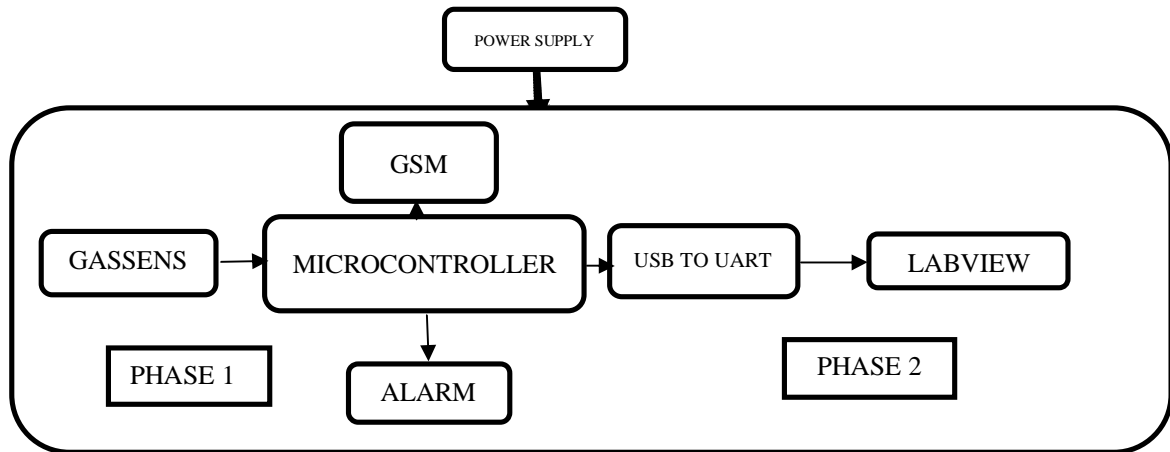 POWER SUPPLY
GSM
GASSENS
MICROCONTROLLER
USB TO UART
LABVIEW
PHASE 1
ALARM
PHASE 2